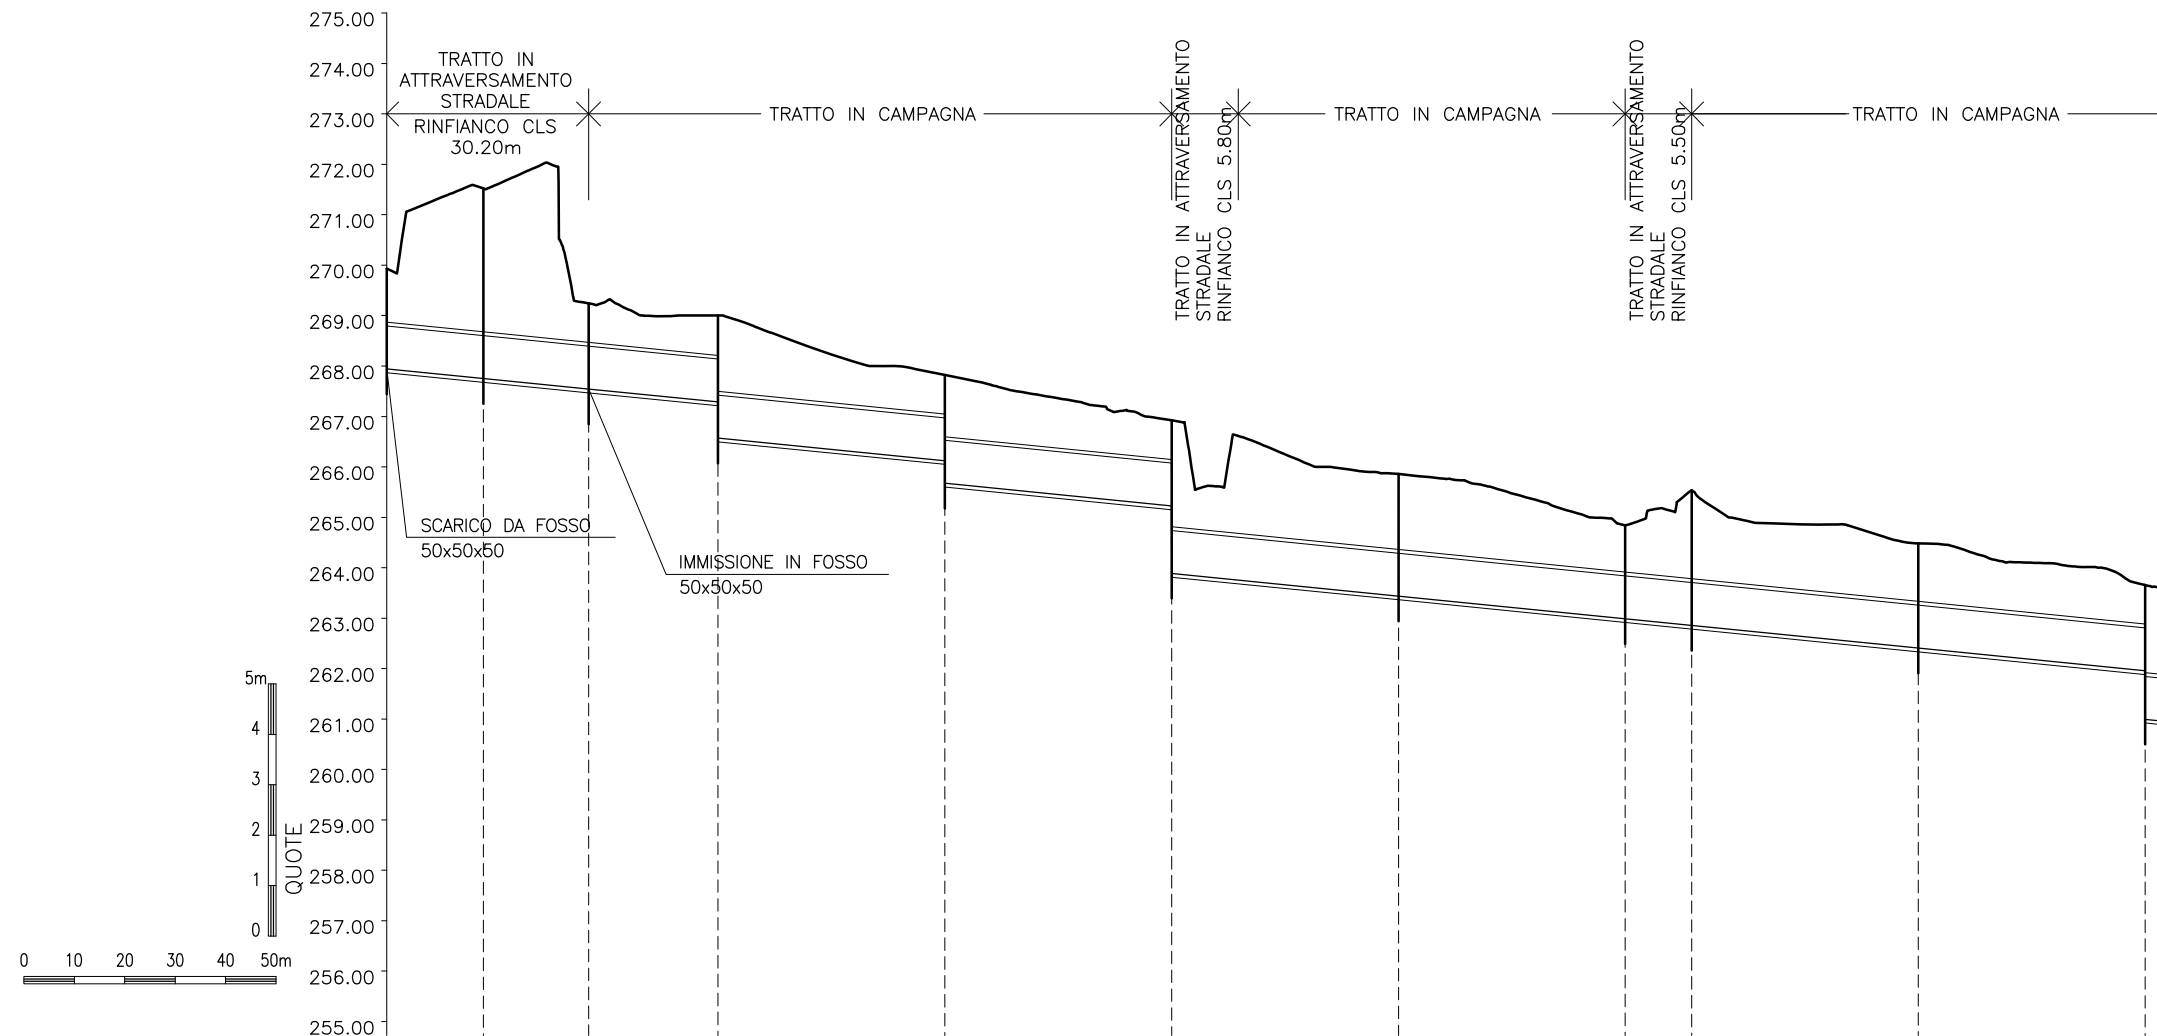 275.00
274.00
273.00
272.00
271.00
270.00
269.00
268.00
267.00
266.00
265.00
264.00
263.00
262.00
261.00
260.00
259.00
258.00
257.00
256.00
255.00
QUOTE
TRATTO IN
ATTRAVERSAMENTO
STRADALE
RINFIANCO CLS
30.20m
TRATTO IN CAMPAGNA
TRATTO IN ATTRAVERSAMENTO
STRADALE
RINFIANCO CLS 5.80m
TRATTO IN CAMPAGNA
TRATTO IN ATTRAVERSAMENTO
STRADALE
RINFIANCO CLS 5.50m
TRATTO IN CAMPAGNA
SCARICO DA FOSSO
50x50x50
IMMISSIONE IN FOSSO
50x50x50
5m
4
3
2
1
0
0 10 20 30 40 50m